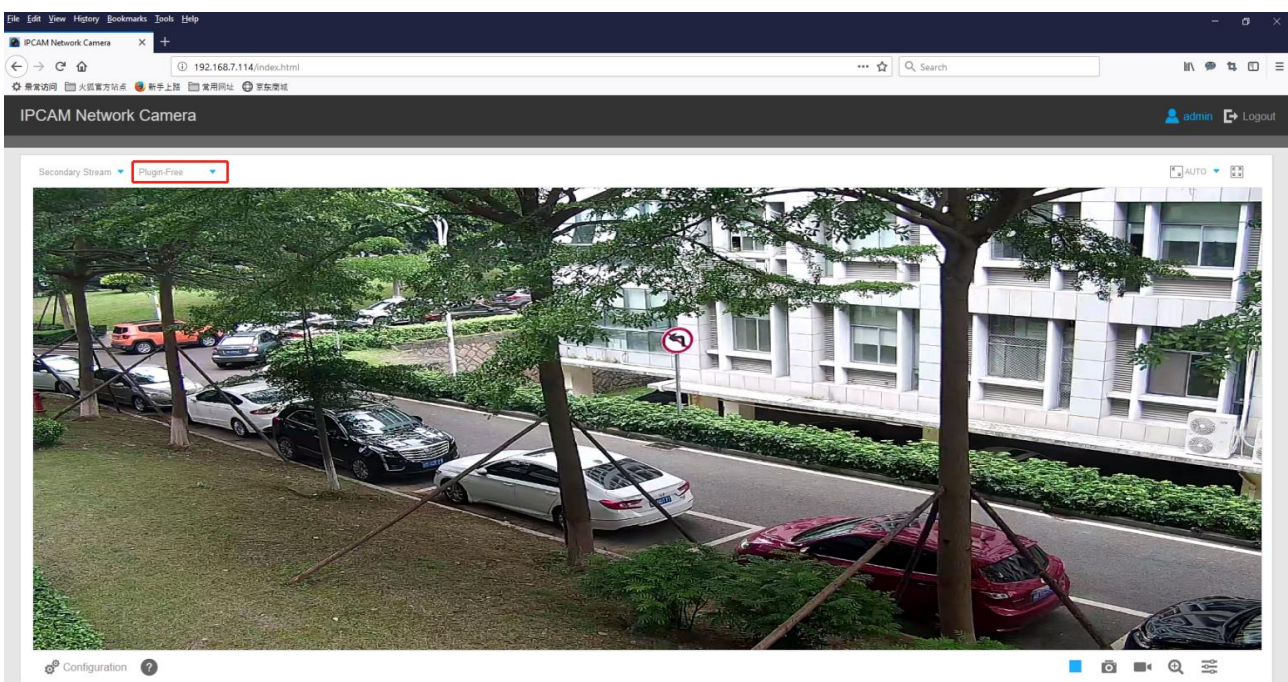 File Edit View History Bookmarks Tools Help
IPCAM Network Camera
192.168.7.114/index.html
Search
最常访问 火狐官方站点 新手上路 常用网址 京东商城
IPCAM Network Camera
admin Logout
Secondary Stream Plugin-Free
AUTO
Configuration ?